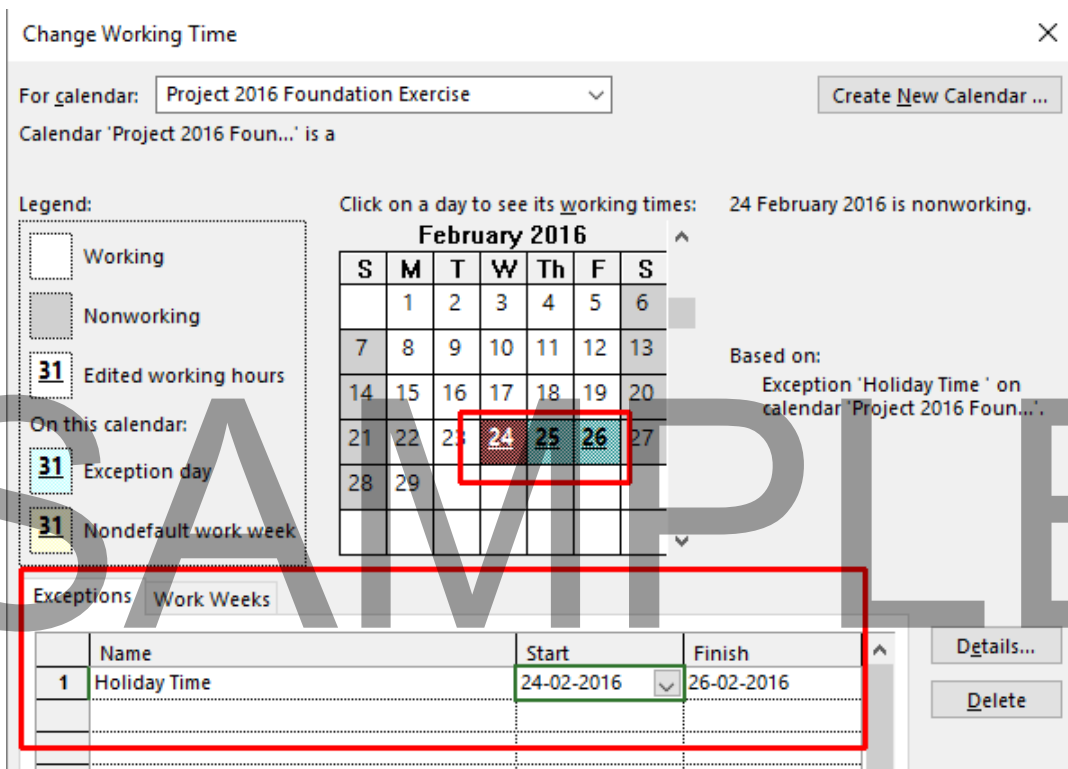 Change Working Time
For calendar: Project 2016 Foundation Exercise Create New Calendar ...
Calendar 'Project 2016 Foun...' is a
Legend:
Working
Nonworking
31 Edited working hours
On this calendar:
31 Exception day
31 Nondefault work week
Click on a day to see its working times:
February 2016
S M T W Th F S
1 2 3 4 5 6
7 8 9 10 11 12 13
14 15 16 17 18 19 20
21 22 23 24 25 26 27
28 29
24 February 2016 is nonworking.
Based on:
Exception 'Holiday Time ' on
calendar 'Project 2016 Foun...'.
SAMPLE
Exceptions Work Weeks
Name Start Finish
1 Holiday Time 24-02-2016 26-02-2016
Details...
Delete